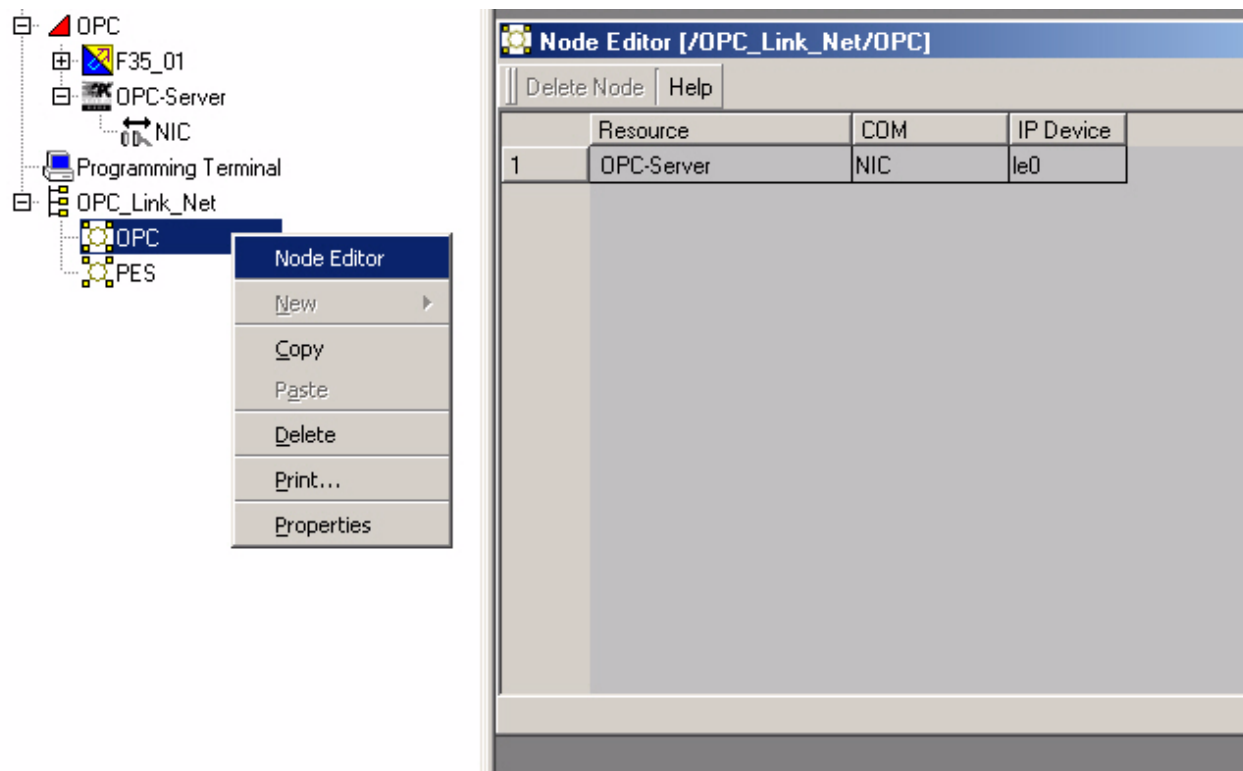 OPC
F35_01
OPC-Server
NIC
Programming Terminal
OPC_Link_Net
OPC
PES
Node Editor
New
Copy
Paste
Delete
Print...
Properties
Node Editor [/OPC_Link_Net/OPC]
Delete Node Help
Resource COM IP Device
1 OPC-Server NIC le0